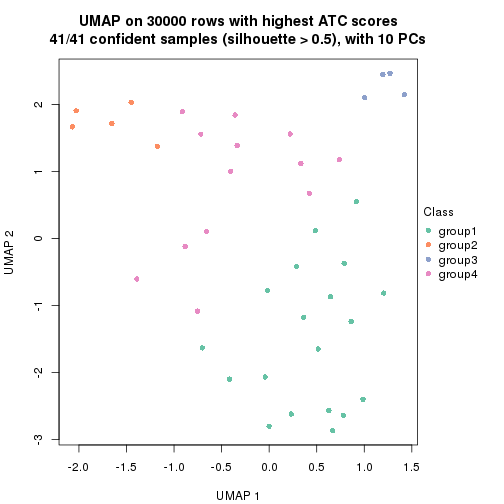 UMAP on 30000 rows with highest ATC scores
41/41 confident samples (silhouette > 0.5), with 10 PCs
2
1
0
-1
-2
-3
UMAP 2
-2.0 -1.5 -1.0 -0.5 0.0 0.5 1.0 1.5
UMAP 1
Class
group1
group2
group3
group4